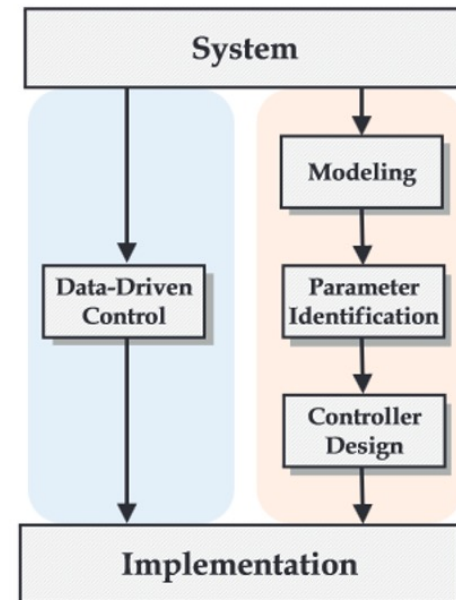 System
Modeling
Data-Driven
Control
Parameter
Identification
Controller
Design
Implementation